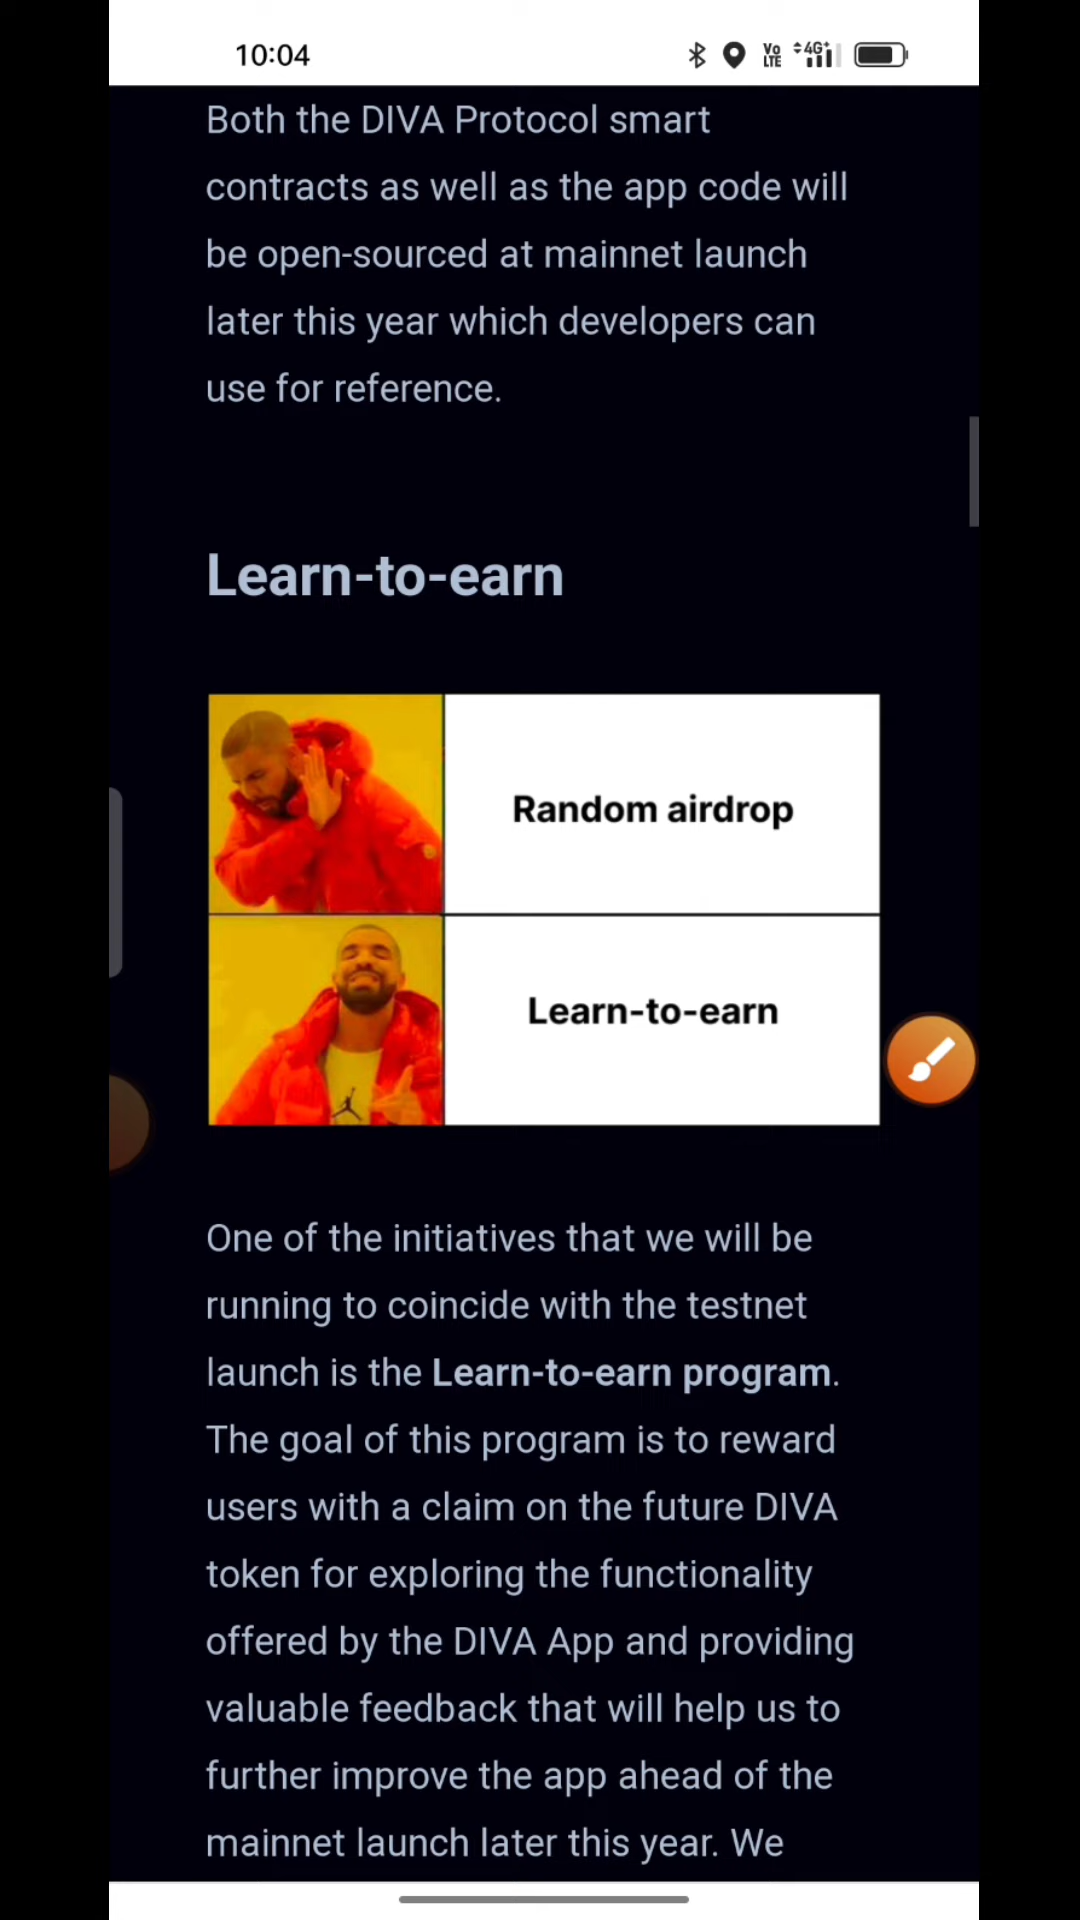 10:04
Vo LTE 4G+
Both the DIVA Protocol smart
contracts as well as the app code will
be open-sourced at mainnet launch
later this year which developers can
use for reference.
Learn-to-earn
Random airdrop
Learn-to-earn
One of the initiatives that we will be
running to coincide with the testnet
launch is the Learn-to-earn program.
The goal of this program is to reward
users with a claim on the future DIVA
token for exploring the functionality
offered by the DIVA App and providing
valuable feedback that will help us to
further improve the app ahead of the
mainnet launch later this year. We